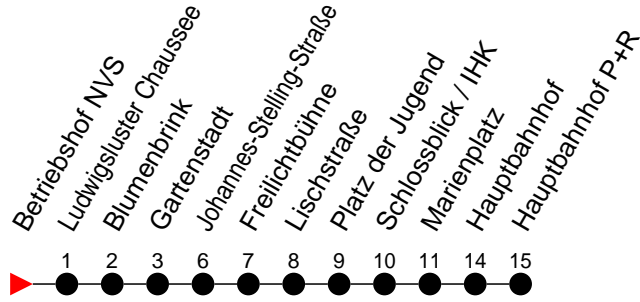 Betriebshof NVS
Ludwigsluster Chaussee
Blumenbrink
Gartenstadt
Johannes-Stelling-Straße
Freilichtbühne
Lischstraße
Platz der Jugend
Schlossblick / IHK
Marienplatz
Hauptbahnhof
Hauptbahnhof P+R
1 2 3 6 7 8 9 10 11 14 15